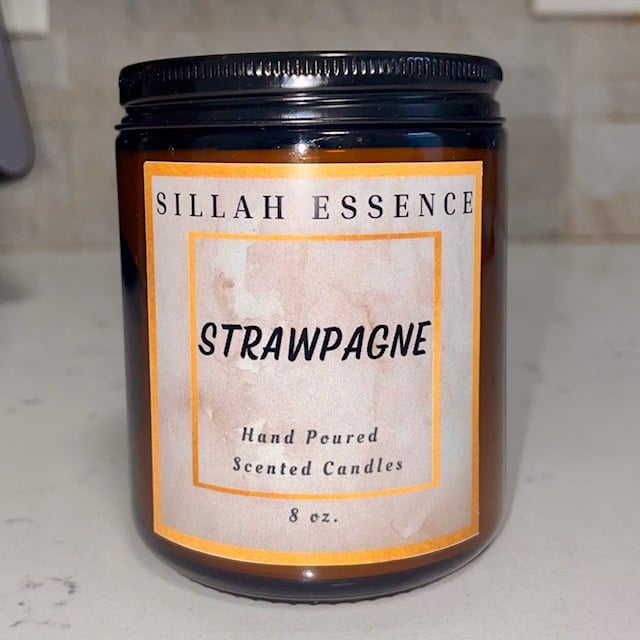 SILLAH ESSENCE
STRAWPAGNE
Hand Poured
Scented Candles
8 oz.